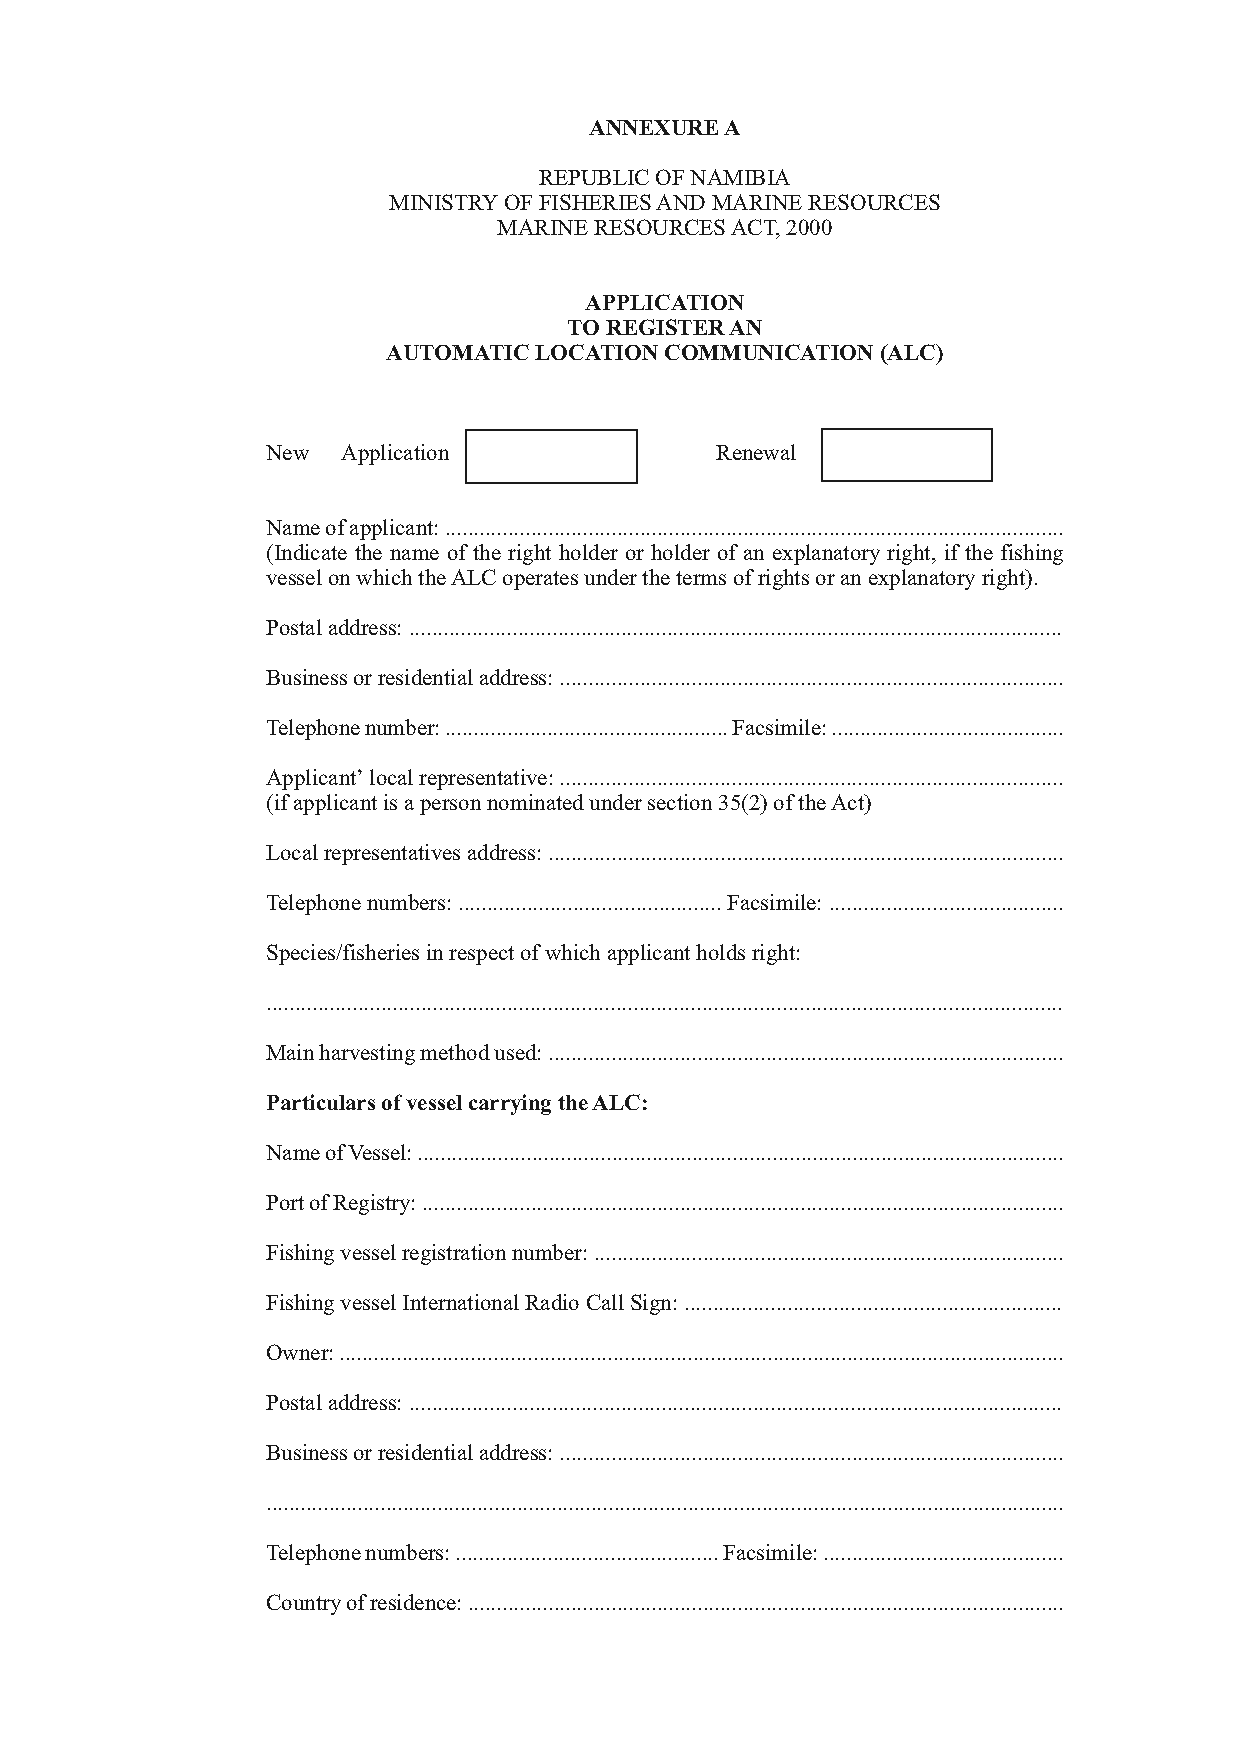 ANNEXURE A
REPUBLIC OF NAMIBIA
MINISTRY OF FISHERIES AND MARINE RESOURCES
MARINE RESOURCES ACT, 2000
APPLICATION
TO REGISTER AN
AUTOMATIC LOCATION COMMUNICATION (ALC)
New Application Renewal
Name of applicant: ............................................................................................................
(Indicate the name of the right holder or holder of an explanatory right, if the fishing
vessel on which the ALC operates under the terms of rights or an explanatory right).
Postal address: ..................................................................................................................
Business or residential address: ........................................................................................
Telephone number: ................................................. Facsimile: .........................................
Applicant’ local representative: ........................................................................................
(if applicant is a person nominated under section 35(2) of the Act)
Local representatives address: ..........................................................................................
Telephone numbers: .............................................. Facsimile: .........................................
Species/fisheries in respect of which applicant holds right:
...........................................................................................................................................
Main harvesting method used: ..........................................................................................
Particulars of vessel carrying the ALC:
Name of Vessel: .................................................................................................................
Port of Registry: ................................................................................................................
Fishing vessel registration number: ..................................................................................
Fishing vessel International Radio Call Sign: ..................................................................
Owner: ...............................................................................................................................
Postal address: ..................................................................................................................
Business or residential address: ........................................................................................
...........................................................................................................................................
Telephone numbers: .............................................. Facsimile: ..........................................
Country of residence: ........................................................................................................